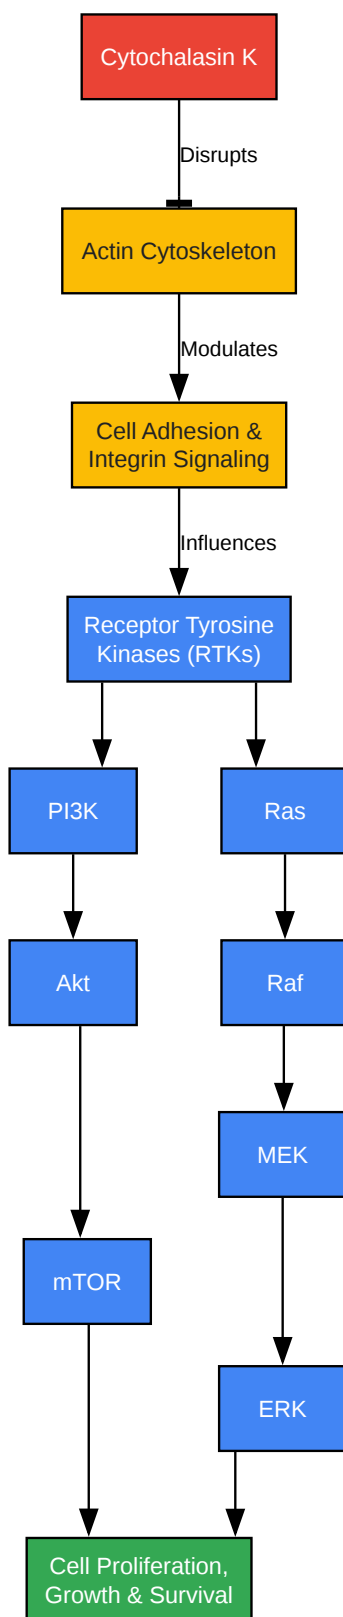 Cytochalasin K
Disrupts
Actin Cytoskeleton
Modulates
Cell Adhesion &
Integrin Signaling
Influences
Receptor Tyrosine
Kinases (RTKs)
PI3K
Ras
Akt
Raf
MEK
mTOR
ERK
Cell Proliferation,
Growth & Survival